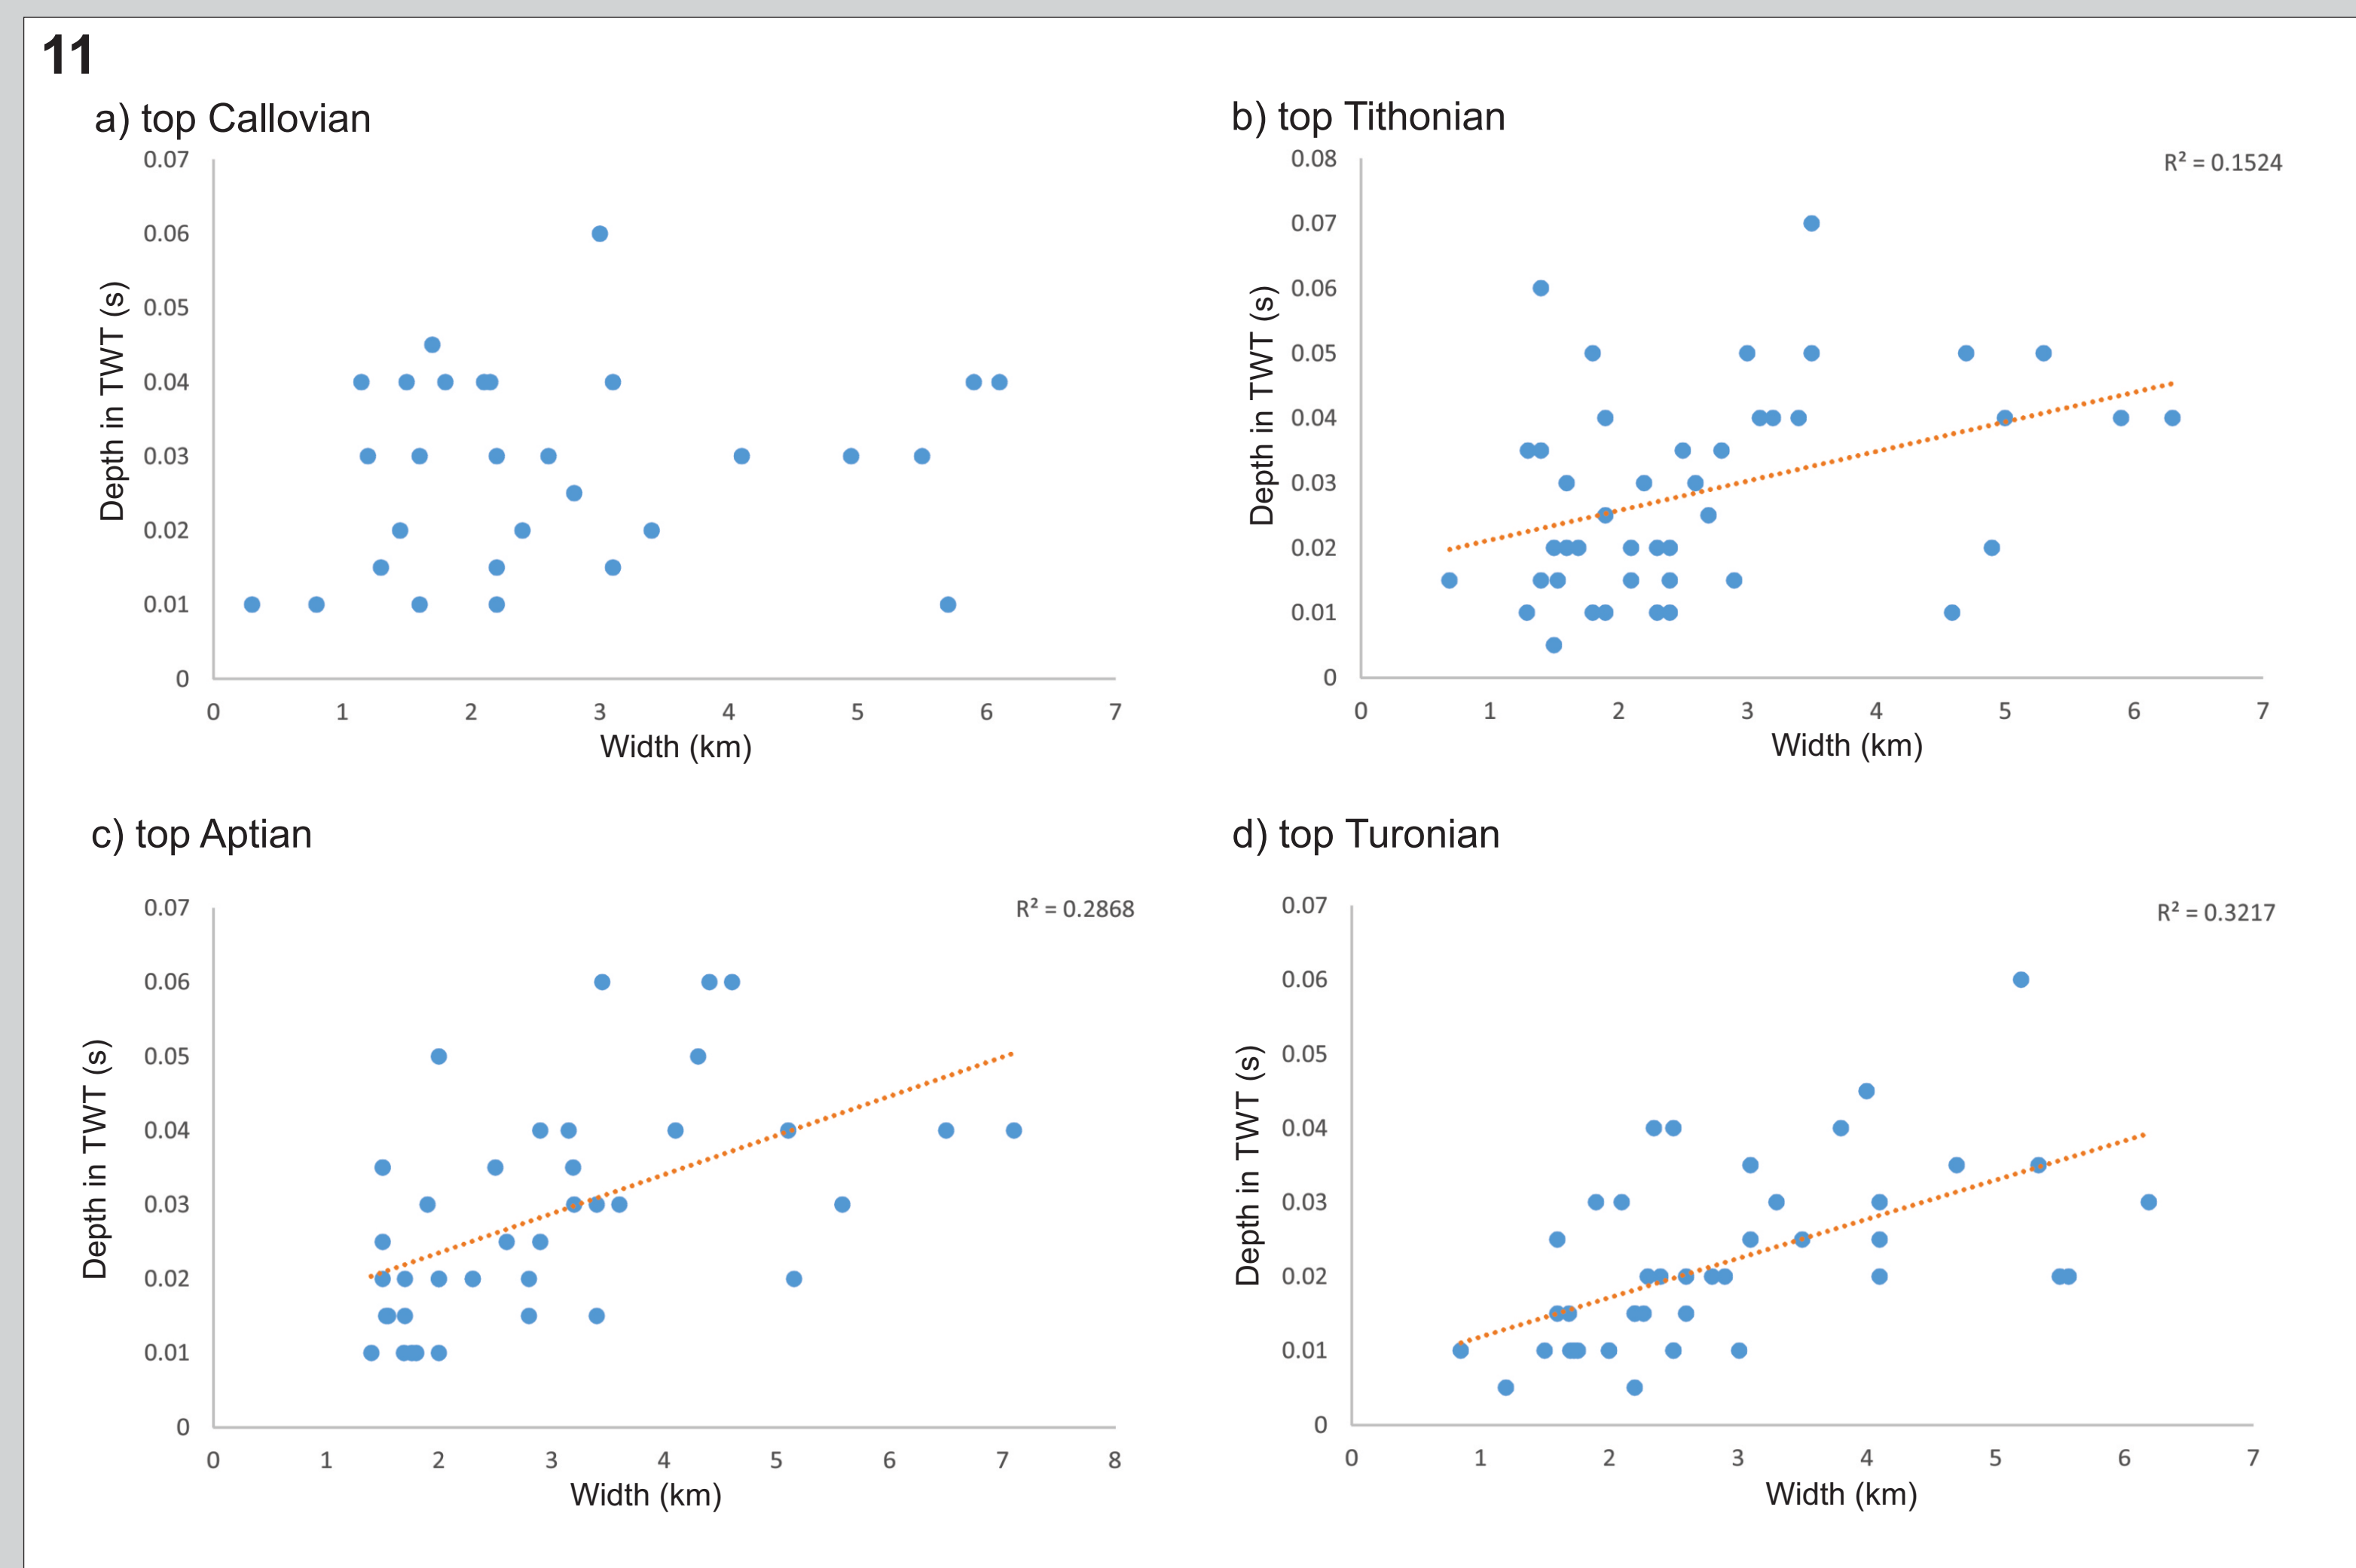 11
a) top Callovian
0.07
0.06
0.05
0.04
0.03
0.02
0.01
0
Depth in TWT (s)
0 1 2 3 4 5 6 7
Width (km)
b) top Tithonian
R² = 0.1524
0.08
0.07
0.06
0.05
0.04
0.03
0.02
0.01
0
Depth in TWT (s)
0 1 2 3 4 5 6 7
Width (km)
c) top Aptian
R² = 0.2868
0.07
0.06
0.05
0.04
0.03
0.02
0.01
0
Depth in TWT (s)
0 1 2 3 4 5 6 7 8
Width (km)
d) top Turonian
R² = 0.3217
0.07
0.06
0.05
0.04
0.03
0.02
0.01
0
Depth in TWT (s)
0 1 2 3 4 5 6 7
Width (km)